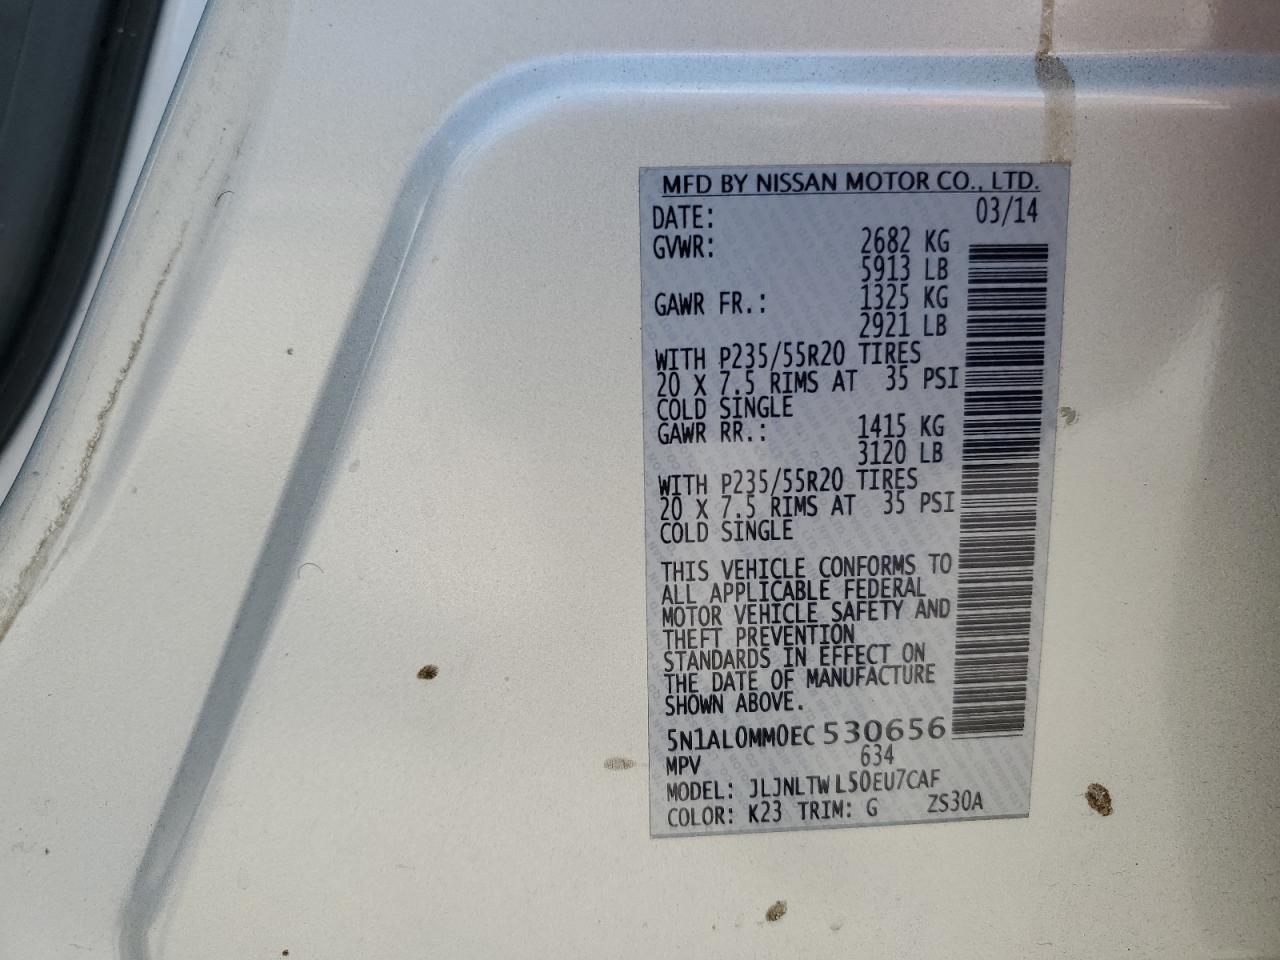 MFD BY NISSAN MOTOR CO., LTD.
DATE: 03/14
GVWR: 2682 KG
5913 LB
GAWR FR.: 1325 KG
2921 LB
WITH P235/55R20 TIRES
20 X 7.5 RIMS AT 35 PSI
COLD SINGLE
GAWR RR.: 1415 KG
3120 LB
WITH P235/55R20 TIRES
20 X 7.5 RIMS AT 35 PSI
COLD SINGLE
THIS VEHICLE CONFORMS TO
ALL APPLICABLE FEDERAL
MOTOR VEHICLE SAFETY AND
THEFT PREVENTION
STANDARDS IN EFFECT ON
THE DATE OF MANUFACTURE
SHOWN ABOVE.
5N1AL0MM0EC 530656
MPV 634
MODEL: JLJNLTWL50EU7CAF
COLOR: K23 TRIM: G ZS30A